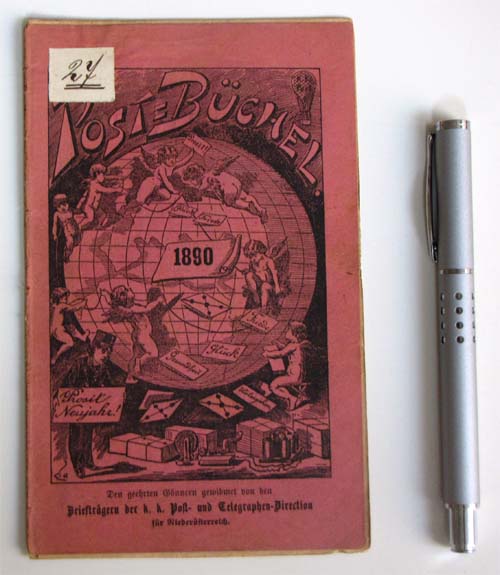 27
POSTE BÜCHEL.
1890
Glück
Prosit
Neujahr!
Den geehrten Gönnern gewidmet von den
Briefträgern der k. k. Post- und Telegraphen-Direction
für Niederösterreich.